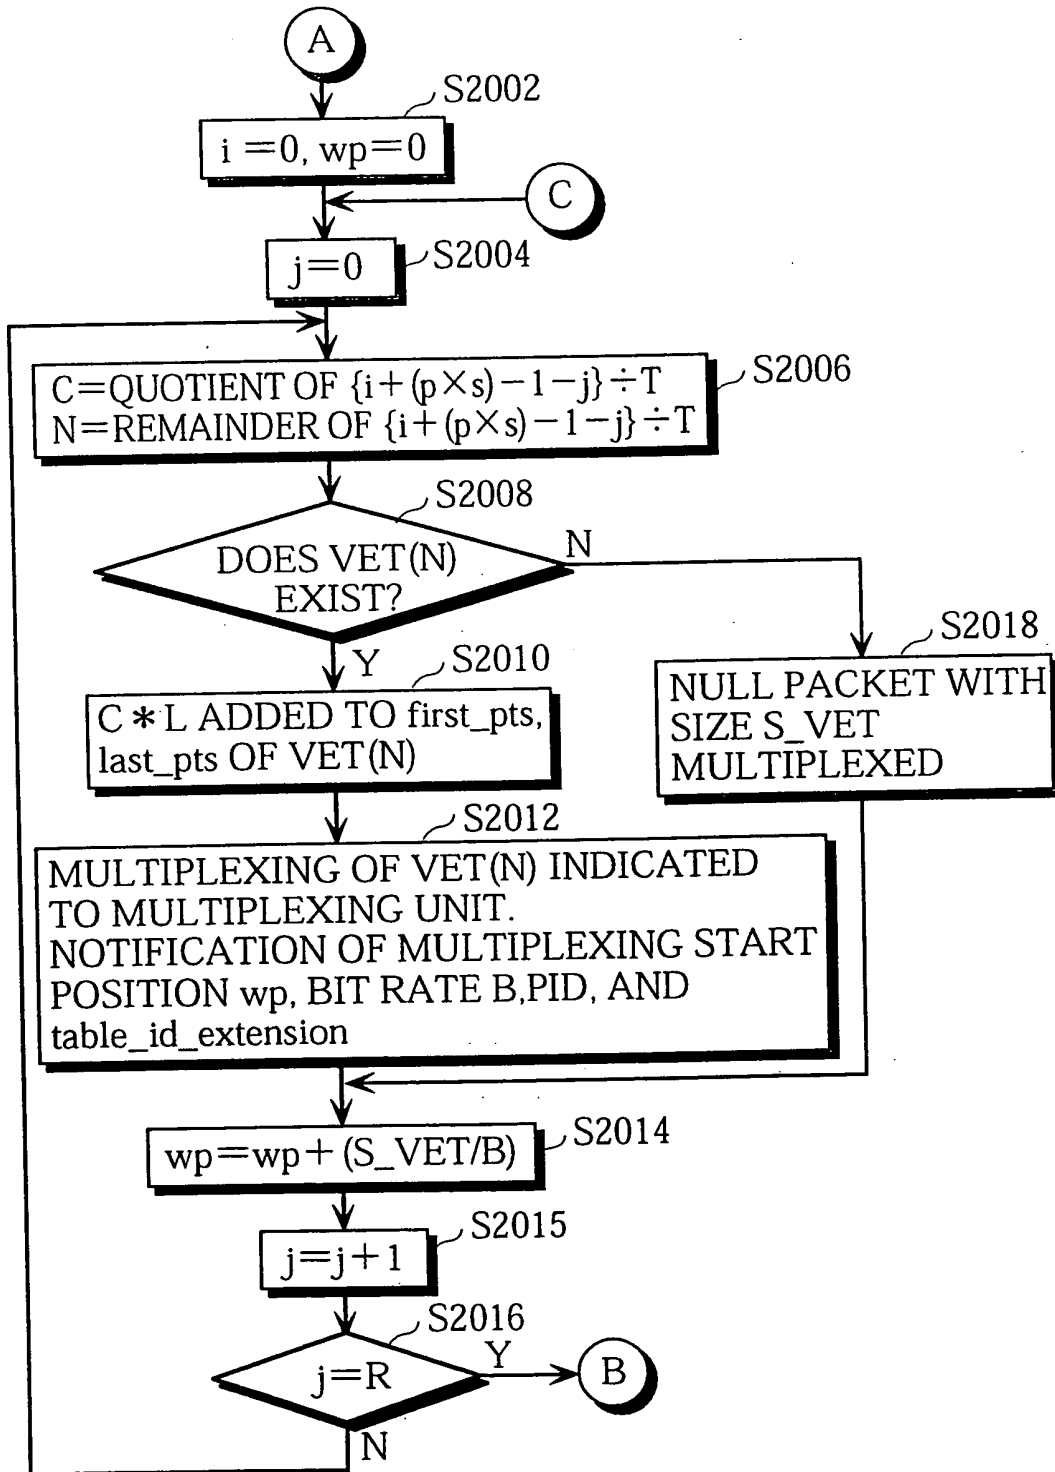 A
S2002
i=0, wp=0
C
j=0
S2004
C=QUOTIENT OF {i+(p×s)−1−j}÷T
N=REMAINDER OF {i+(p×s)−1−j}÷T
S2006
S2008
DOES VET(N)
EXIST?
N
Y
S2010
C*L ADDED TO first_pts,
last_pts OF VET(N)
S2018
NULL PACKET WITH
SIZE S_VET
MULTIPLEXED
S2012
MULTIPLEXING OF VET(N) INDICATED
TO MULTIPLEXING UNIT.
NOTIFICATION OF MULTIPLEXING START
POSITION wp, BIT RATE B,PID, AND
table_id_extension
wp=wp+(S_VET/B)
S2014
j=j+1
S2015
S2016
j=R
Y
B
N